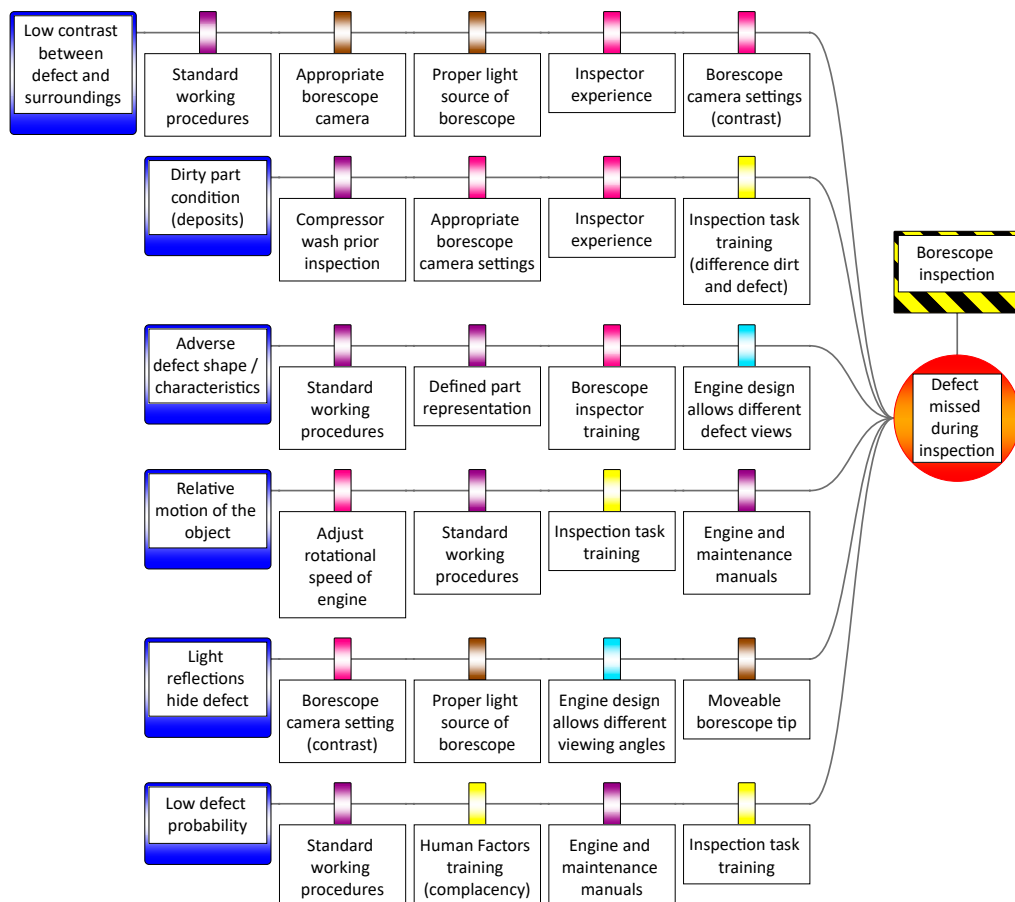 Low contrast
between
defect and
surroundings
Standard
working
procedures
Appropriate
borescope
camera
Proper light
source of
borescope
Inspector
experience
Borescope
camera settings
(contrast)
Dirty part
condition
(deposits)
Compressor
wash prior
inspection
Appropriate
borescope
camera settings
Inspector
experience
Inspection task
training
(difference dirt
and defect)
Borescope
inspection
Adverse
defect shape /
characteristics
Standard
working
procedures
Defined part
representation
Borescope
inspector
training
Engine design
allows different
defect views
Defect
missed
during
inspection
Relative
motion of the
object
Adjust
rotational
speed of
engine
Standard
working
procedures
Inspection task
training
Engine and
maintenance
manuals
Light
reflections
hide defect
Borescope
camera setting
(contrast)
Proper light
source of
borescope
Engine design
allows different
viewing angles
Moveable
borescope tip
Low defect
probability
Standard
working
procedures
Human Factors
training
(complacency)
Engine and
maintenance
manuals
Inspection task
training